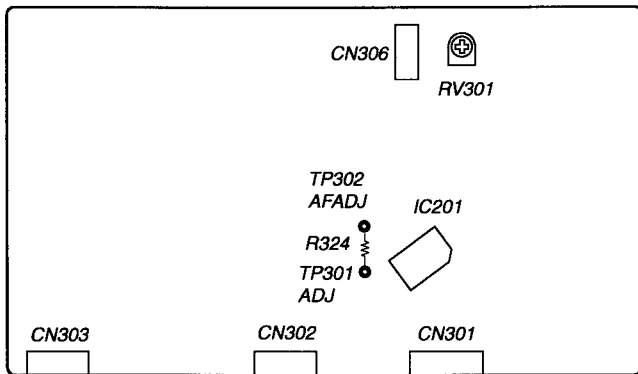 CN306
RV301
TP302
AFADJ
IC201
R324
TP301
ADJ
CN303
CN302
CN301